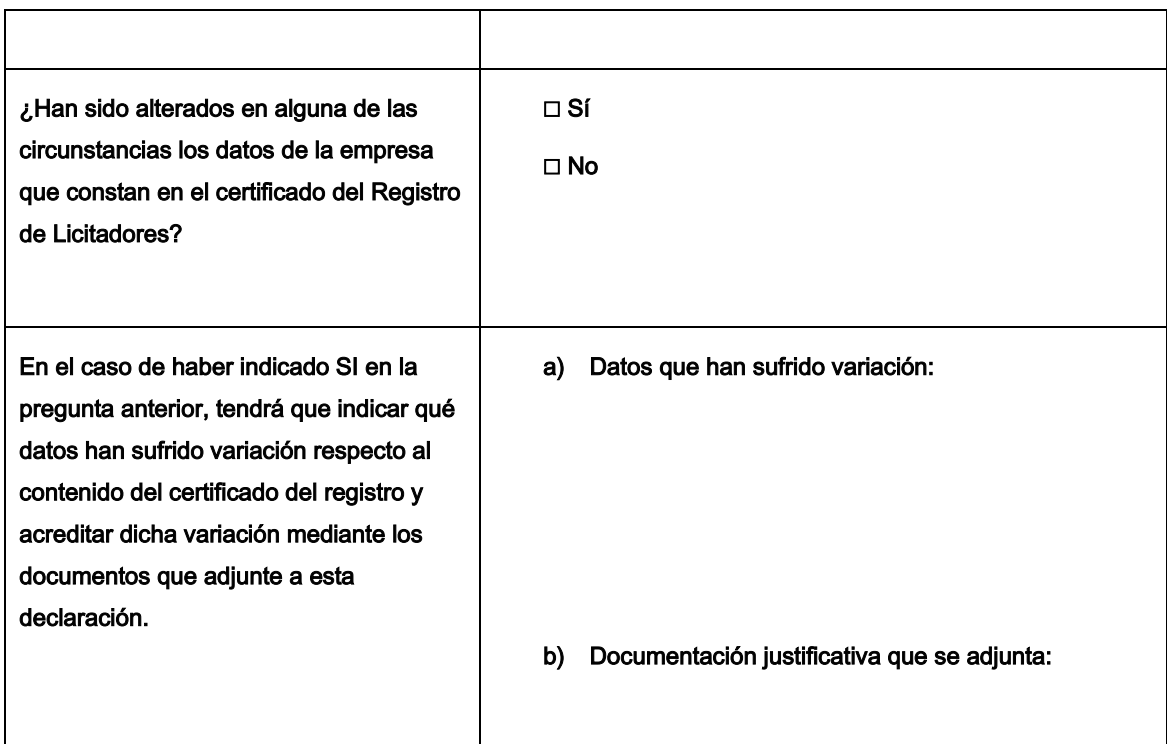 ¿Han sido alterados en alguna de las
circunstancias los datos de la empresa
que constan en el certificado del Registro
de Licitadores?
☐ Sí
☐ No
En el caso de haber indicado SI en la
pregunta anterior, tendrá que indicar qué
datos han sufrido variación respecto al
contenido del certificado del registro y
acreditar dicha variación mediante los
documentos que adjunte a esta
declaración.
a) Datos que han sufrido variación:
b) Documentación justificativa que se adjunta: